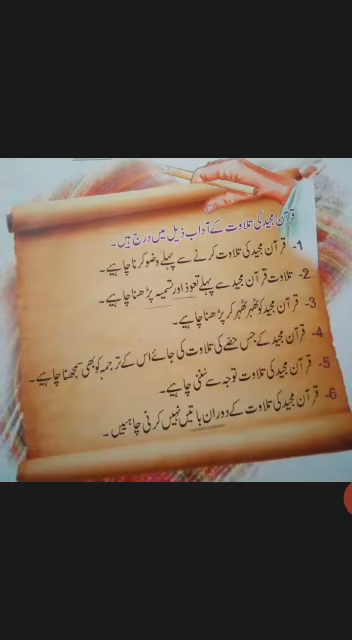 قرآن مجید کی تلاوت کے آداب ذیل میں درج ہیں۔
1- قرآن مجید کی تلاوت کرنے سے پہلے وضو کرنا چاہیے۔
2- تلاوت قرآن مجید سے پہلے تعوذ اور تسمیہ پڑھنا چاہیے۔
3- قرآن مجید کو ٹھہر ٹھہر کر پڑھنا چاہیے۔
4- قرآن مجید کے جس حصے کی تلاوت کی جائے اس کے ترجمہ کو بھی سمجھنا چاہیے۔
5- قرآن مجید کی تلاوت توجہ سے سننی چاہیے۔
6- قرآن مجید کی تلاوت کے دوران باتیں نہیں کرنی چاہییں۔